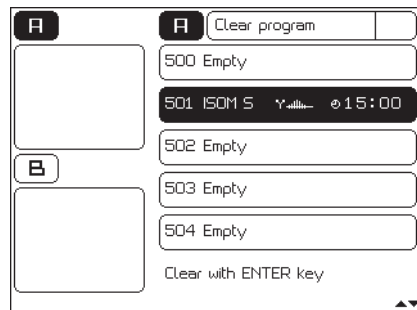 A
A Clear program
500 Empty
501 ISOM S 15:00
502 Empty
B
503 Empty
504 Empty
Clear with ENTER key